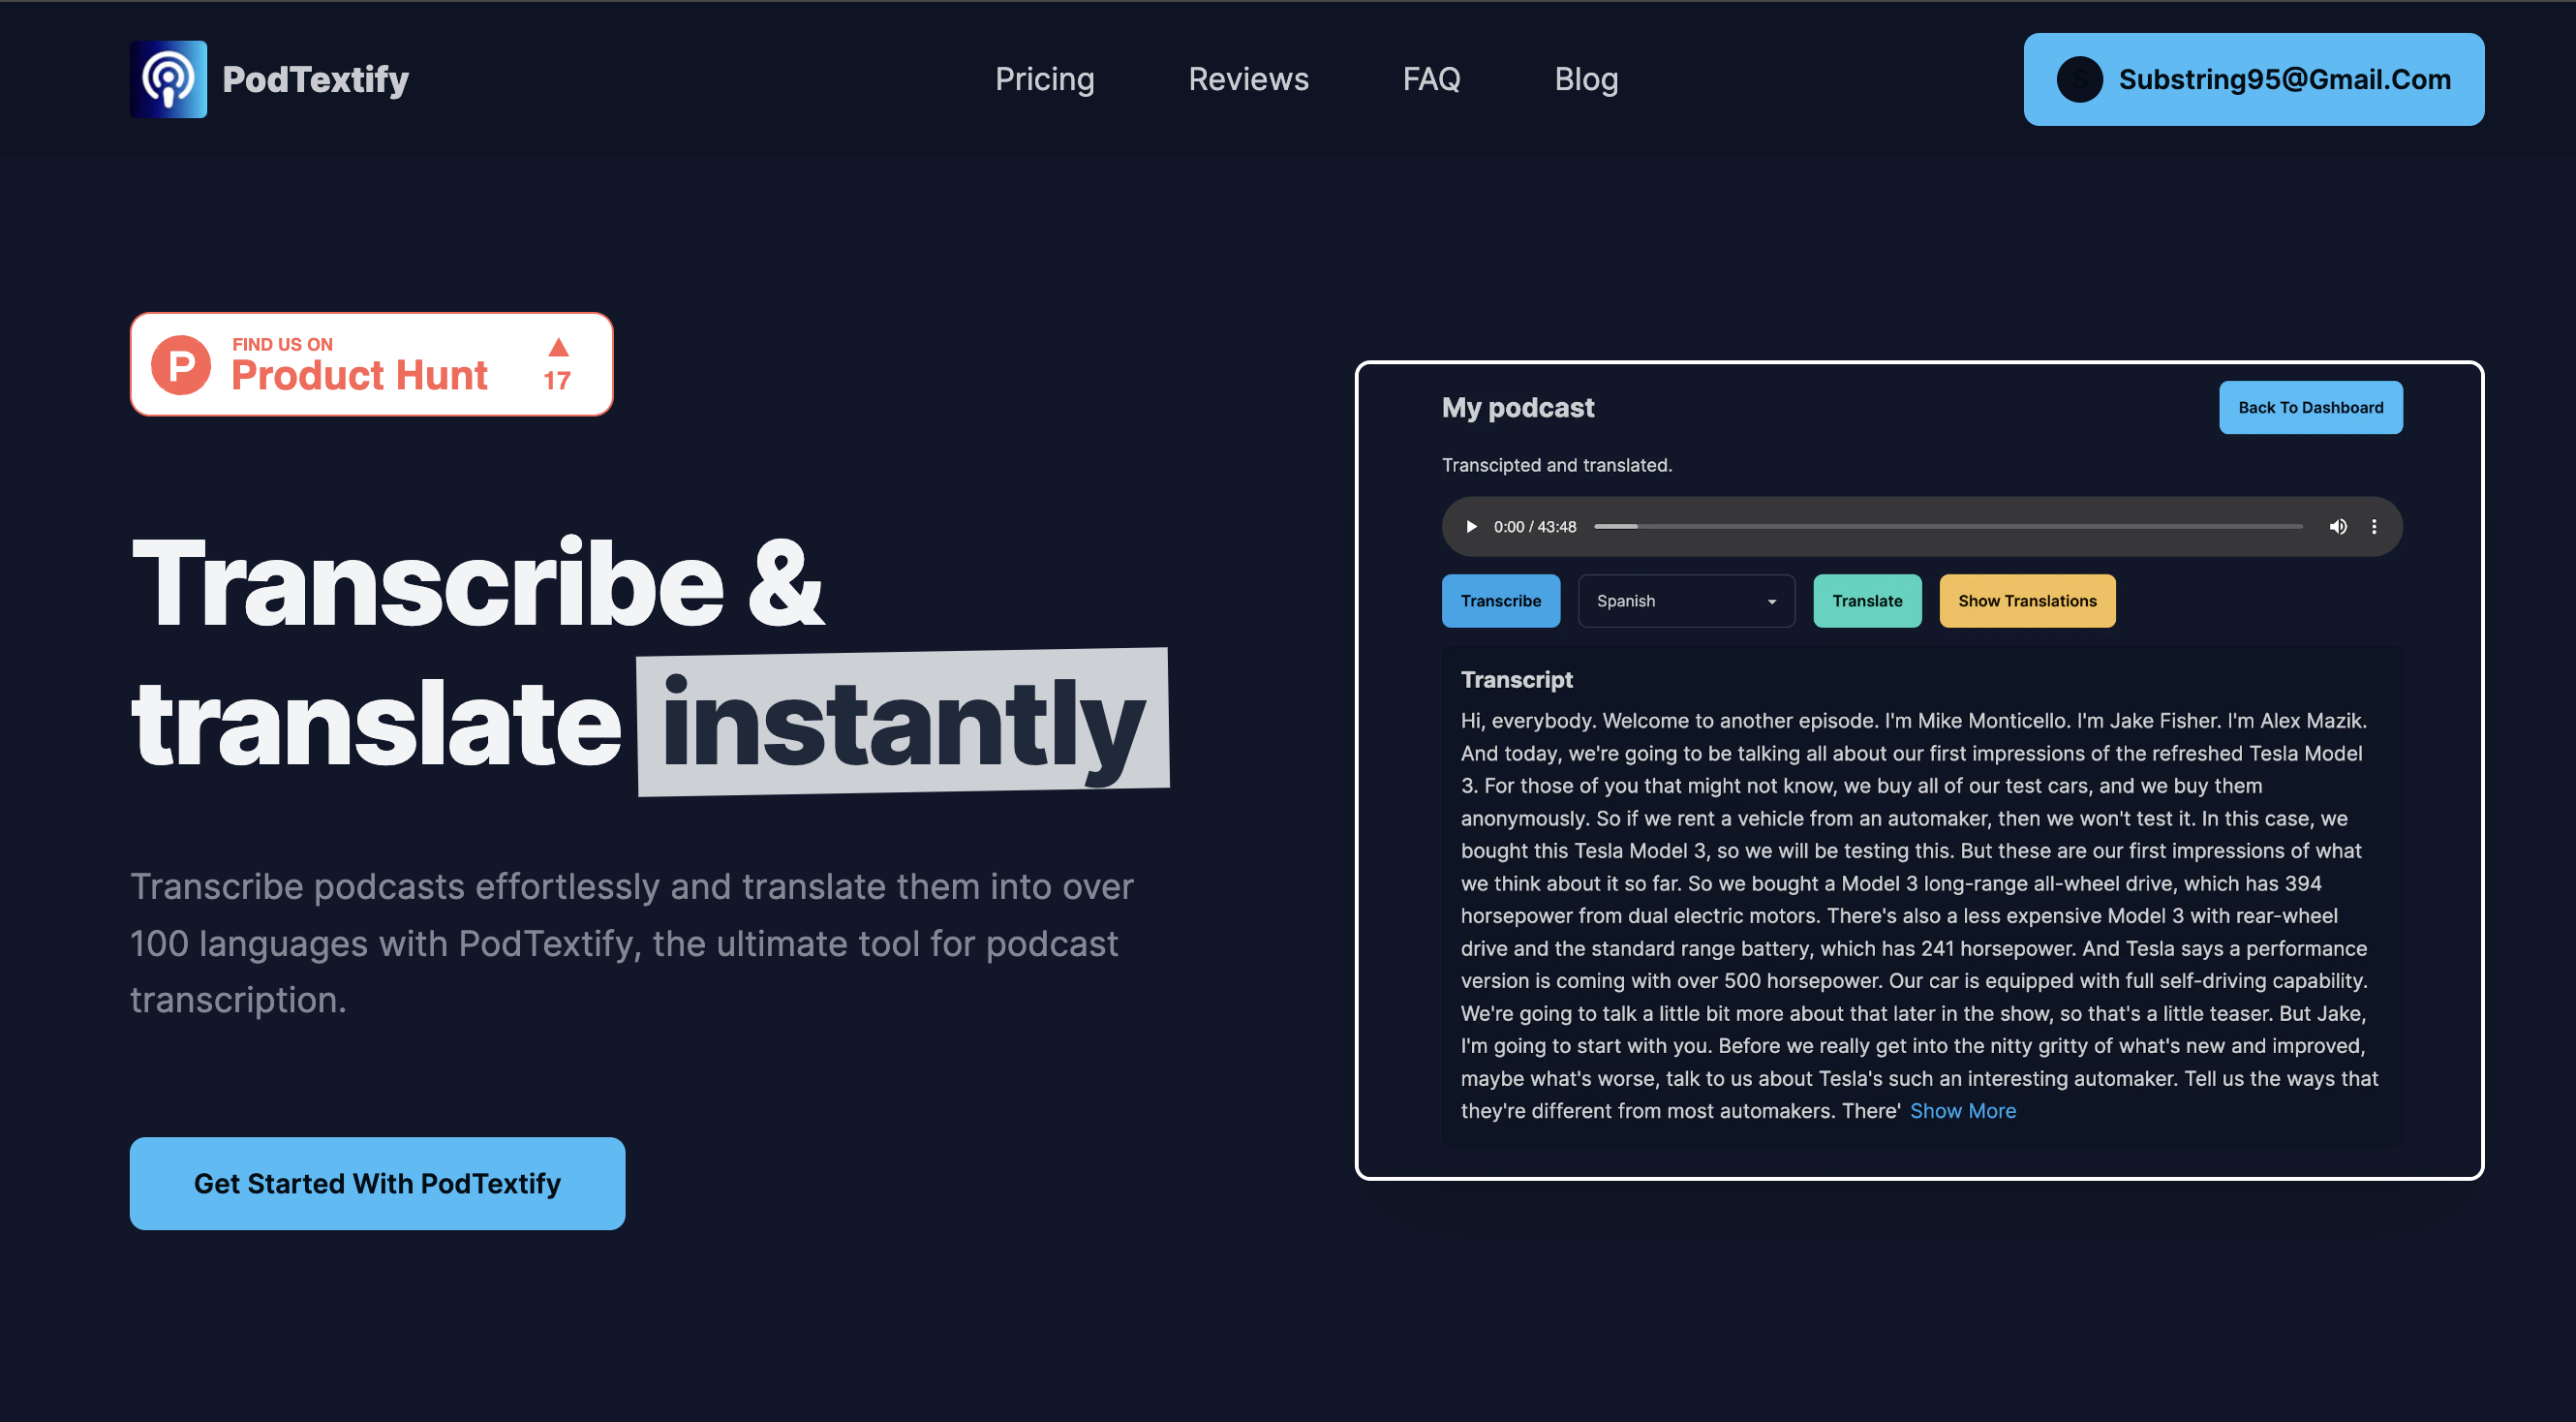 PodTextify
Pricing
Reviews
FAQ
Blog
S
Substring95@Gmail.Com
P
FIND US ON
Product Hunt
17
Transcribe &
translate instantly
Transcribe podcasts effortlessly and translate them into over
100 languages with PodTextify, the ultimate tool for podcast
transcription.
Get Started With PodTextify
My podcast
Back To Dashboard
Transcipted and translated.
0:00 / 43:48
Transcribe
Spanish
Translate
Show Translations
Transcript
Hi, everybody. Welcome to another episode. I'm Mike Monticello. I'm Jake Fisher. I'm Alex Mazik.
And today, we're going to be talking all about our first impressions of the refreshed Tesla Model
3. For those of you that might not know, we buy all of our test cars, and we buy them
anonymously. So if we rent a vehicle from an automaker, then we won't test it. In this case, we
bought this Tesla Model 3, so we will be testing this. But these are our first impressions of what
we think about it so far. So we bought a Model 3 long-range all-wheel drive, which has 394
horsepower from dual electric motors. There's also a less expensive Model 3 with rear-wheel
drive and the standard range battery, which has 241 horsepower. And Tesla says a performance
version is coming with over 500 horsepower. Our car is equipped with full self-driving capability.
We're going to talk a little bit more about that later in the show, so that's a little teaser. But Jake,
I'm going to start with you. Before we really get into the nitty gritty of what's new and improved,
maybe what's worse, talk to us about Tesla's such an interesting automaker. Tell us the ways that
they're different from most automakers. There' Show More